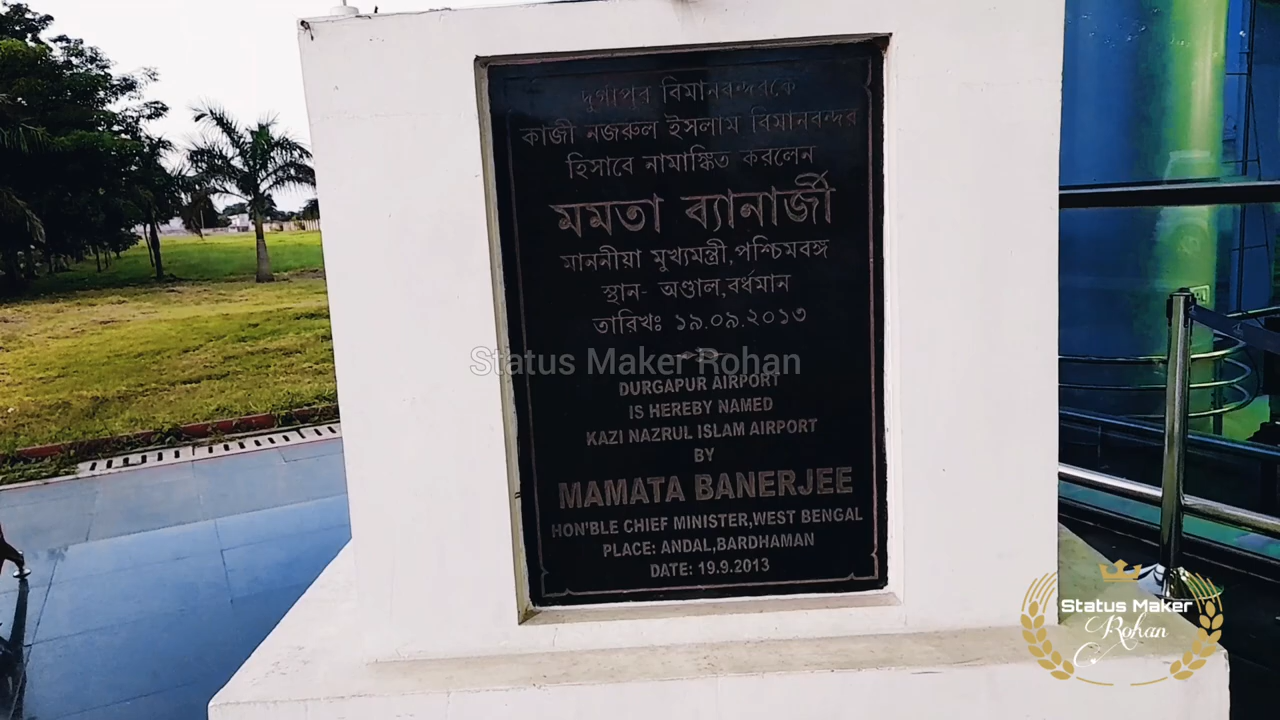 দুর্গাপুর বিমানবন্দরকে
কাজী নজরুল ইসলাম বিমানবন্দর
হিসাবে নামাঙ্কিত করলেন
মমতা ব্যানার্জী
মাননীয়া মুখ্যমন্ত্রী,পশ্চিমবঙ্গ
স্থান- অণ্ডাল,বর্ধমান
তারিখঃ ১৯.০৯.২০১৩
Status Maker Rohan
DURGAPUR AIRPORT
IS HEREBY NAMED
KAZI NAZRUL ISLAM AIRPORT
BY
MAMATA BANERJEE
HON'BLE CHIEF MINISTER,WEST BENGAL
PLACE: ANDAL,BARDHAMAN
DATE: 19.9.2013
Status Maker
Rohan